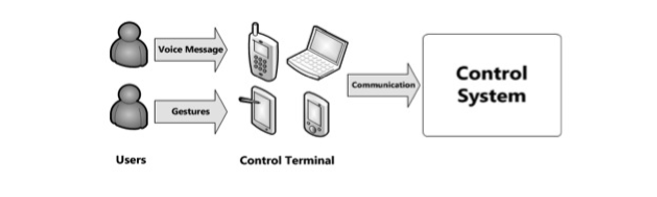 Voice Message
Gestures
Communication
Control
System
Users
Control Terminal